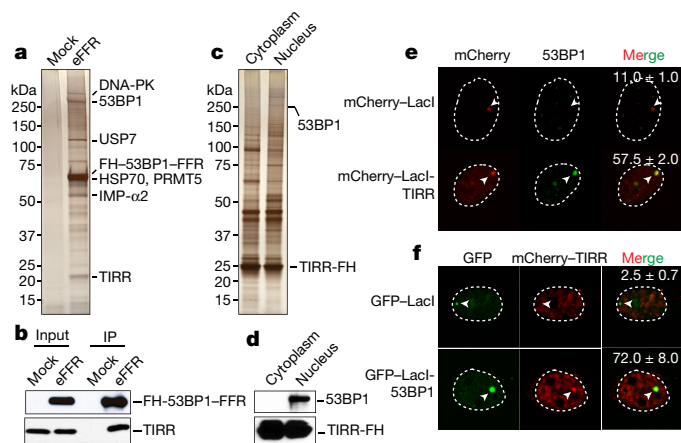 a
Mock
eFFR
kDa
250
150
100
75
50
37
25
20
15
DNA-PK
53BP1
USP7
FH–53BP1–FFR
HSP70, PRMT5
IMP-α2
TIRR
b
Input
IP
Mock
eFFR
Mock
eFFR
FH-53BP1–FFR
TIRR
c
Cytoplasm
Nucleus
kDa
250
150
100
75
50
37
25
20
15
53BP1
TIRR-FH
d
Cytoplasm
Nucleus
53BP1
TIRR-FH
e
mCherry
53BP1
Merge
mCherry–LacI
11.0 ± 1.0
mCherry–LacI-
TIRR
57.5 ± 2.0
f
GFP
mCherry–TIRR
Merge
GFP–LacI
2.5 ± 0.7
GFP–LacI-
53BP1
72.0 ± 8.0